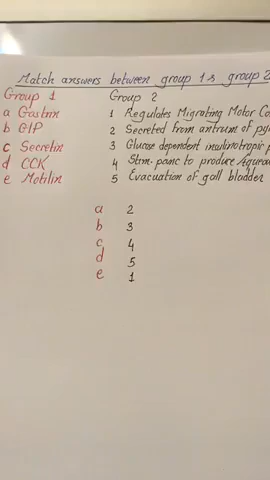 Match answers between group 1 & group 2
Group 1 Group 2
a Gastrin 1 Regulates Migrating Motor
b GIP 2 Secreted from antrum of
c Secretin 3 Glucose dependent insulinotropic
d CCK 4 Stm. panc to produce
e Motilin 5 Evacuation of gall bladder
a 2
b 3
c 4
d 5
e 1